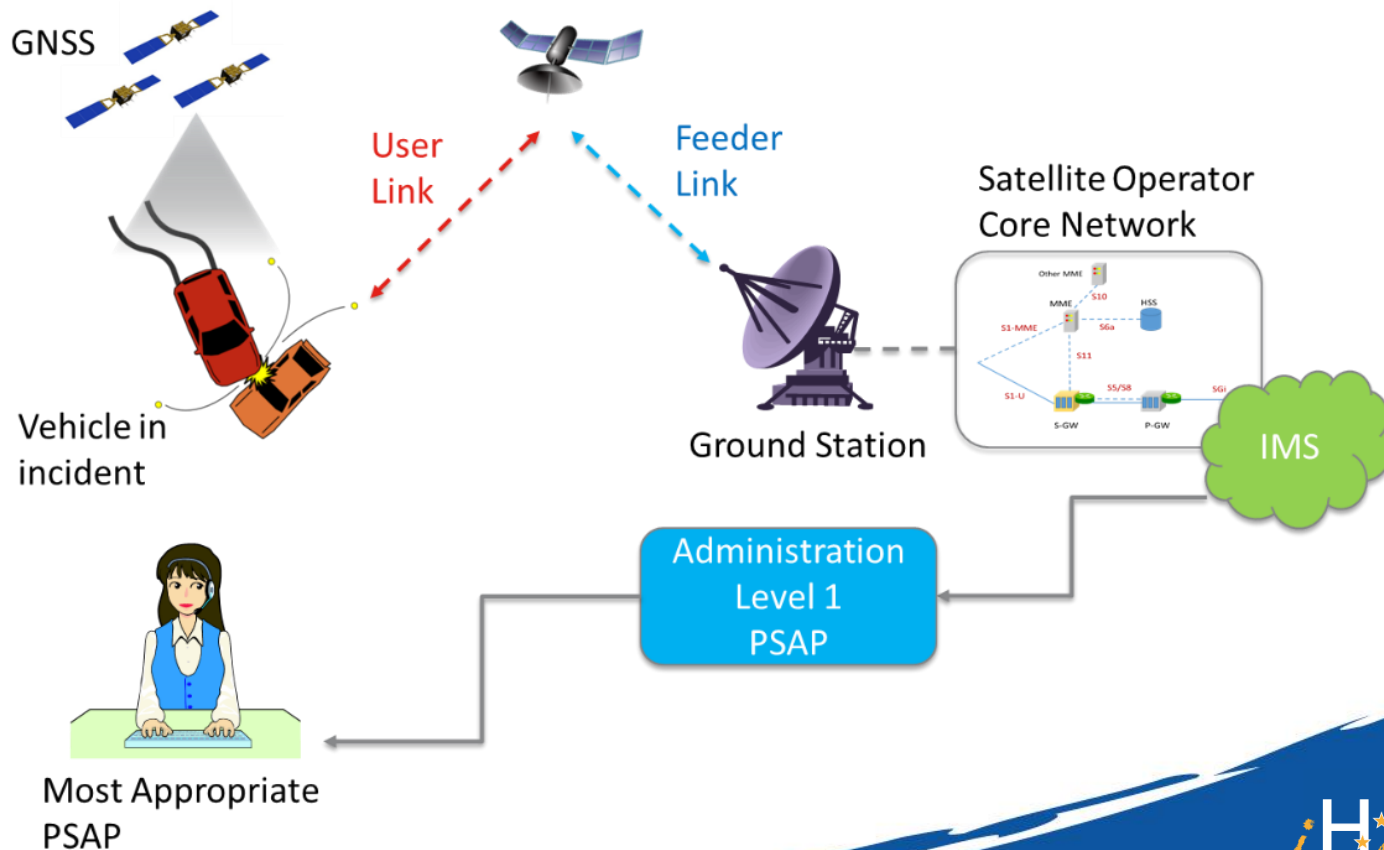 GNSS
User
Link
Feeder
Link
Satellite Operator
Core Network
Other MME
S10
MME
HSS
S1-MME
S6a
S11
S5/S8
SGi
S1-U
S-GW
P-GW
IMS
Vehicle in
incident
Ground Station
Administration
Level 1
PSAP
Most Appropriate
PSAP